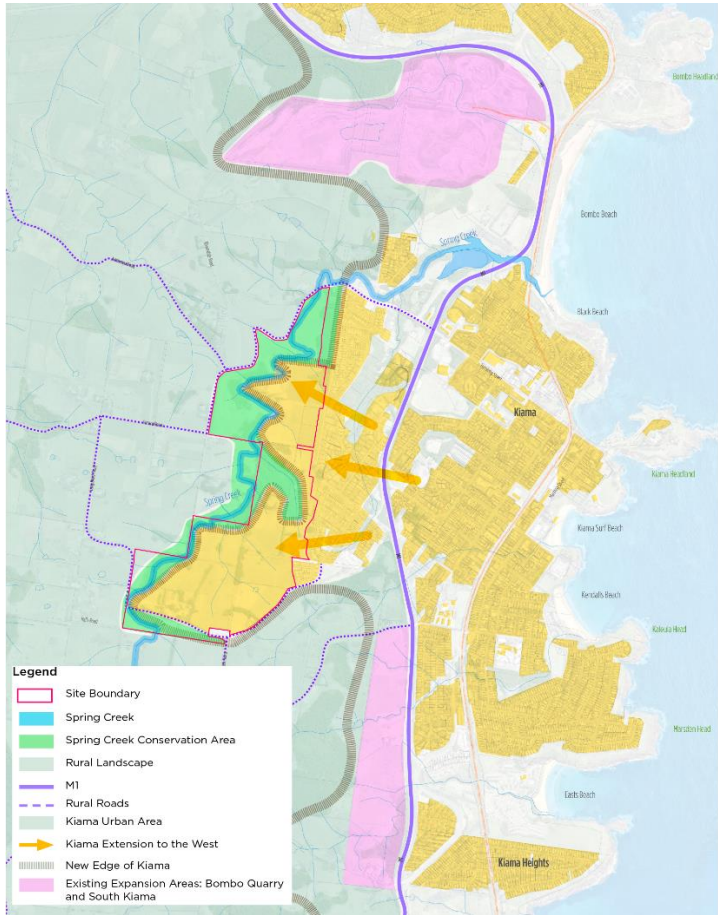 Bombo Headland
Bombo Beach
Spring Creek
Black Beach
Kiama
Kiama Headland
Spring Creek
Kiama Surf Beach
Kendalls Beach
Kaleula Head
Marsden Head
Easts Beach
Kiama Heights
Legend
Site Boundary
Spring Creek
Spring Creek Conservation Area
Rural Landscape
M1
Rural Roads
Kiama Urban Area
Kiama Extension to the West
New Edge of Kiama
Existing Expansion Areas: Bombo Quarry
and South Kiama